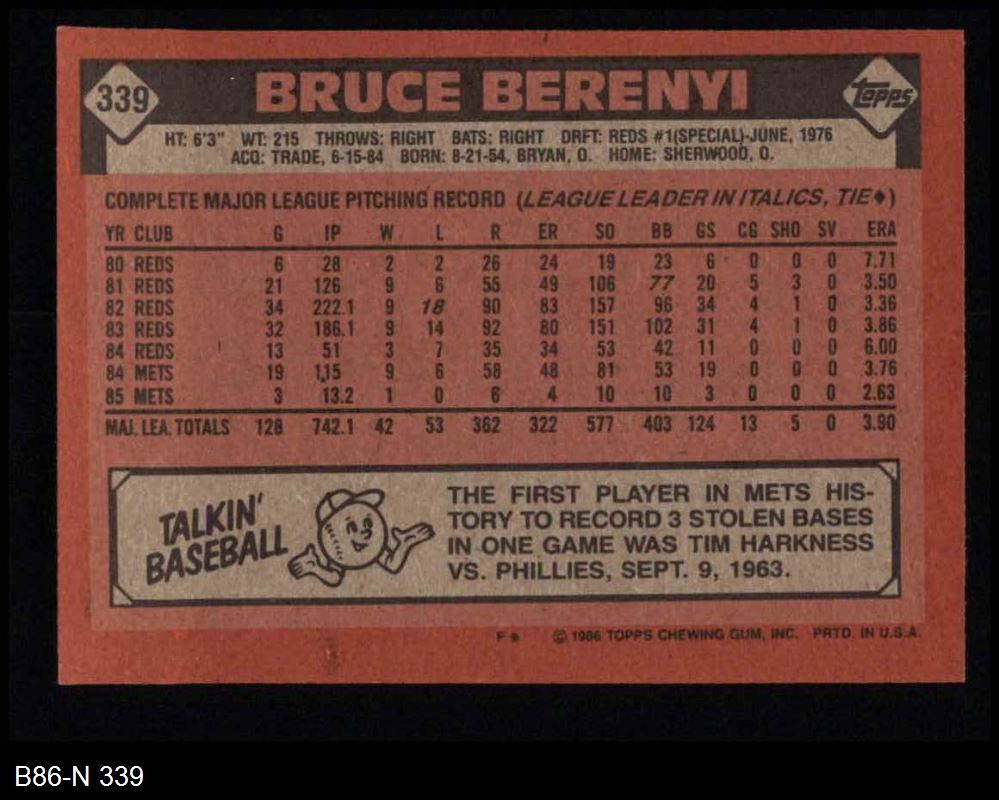 339
BRUCE BERENYI
topps
HT: 6'3" WT: 215 THROWS: RIGHT BATS: RIGHT DRFT: REDS #1(SPECIAL)-JUNE, 1976
ACQ: TRADE, 6-15-84 BORN: 8-21-54, BRYAN, O. HOME: SHERWOOD, O.
COMPLETE MAJOR LEAGUE PITCHING RECORD (LEAGUE LEADER IN ITALICS, TIE♦)
YR CLUB G IP W L R ER SO BB GS CG SHO SV ERA
80 REDS 6 28 2 2 26 24 19 23 6 0 0 0 7.71
81 REDS 21 126 9 6 55 49 106 77 20 5 3 0 3.50
82 REDS 34 222.1 9 18 90 83 157 96 34 4 1 0 3.36
83 REDS 32 186.1 9 14 92 80 151 102 31 4 1 0 3.86
84 REDS 13 51 3 7 35 34 53 42 11 0 0 0 6.00
84 METS 19 115 9 6 58 48 81 53 19 0 0 0 3.76
85 METS 3 13.2 1 0 6 4 10 10 3 0 0 0 2.63
MAJ. LEA. TOTALS 128 742.1 42 53 362 322 577 403 124 13 5 0 3.90
TALKIN'
BASEBALL
THE FIRST PLAYER IN METS HIS-
TORY TO RECORD 3 STOLEN BASES
IN ONE GAME WAS TIM HARKNESS
VS. PHILLIES, SEPT. 9, 1963.
F* © 1986 TOPPS CHEWING GUM, INC. PRTD. IN U.S.A.
B86-N 339